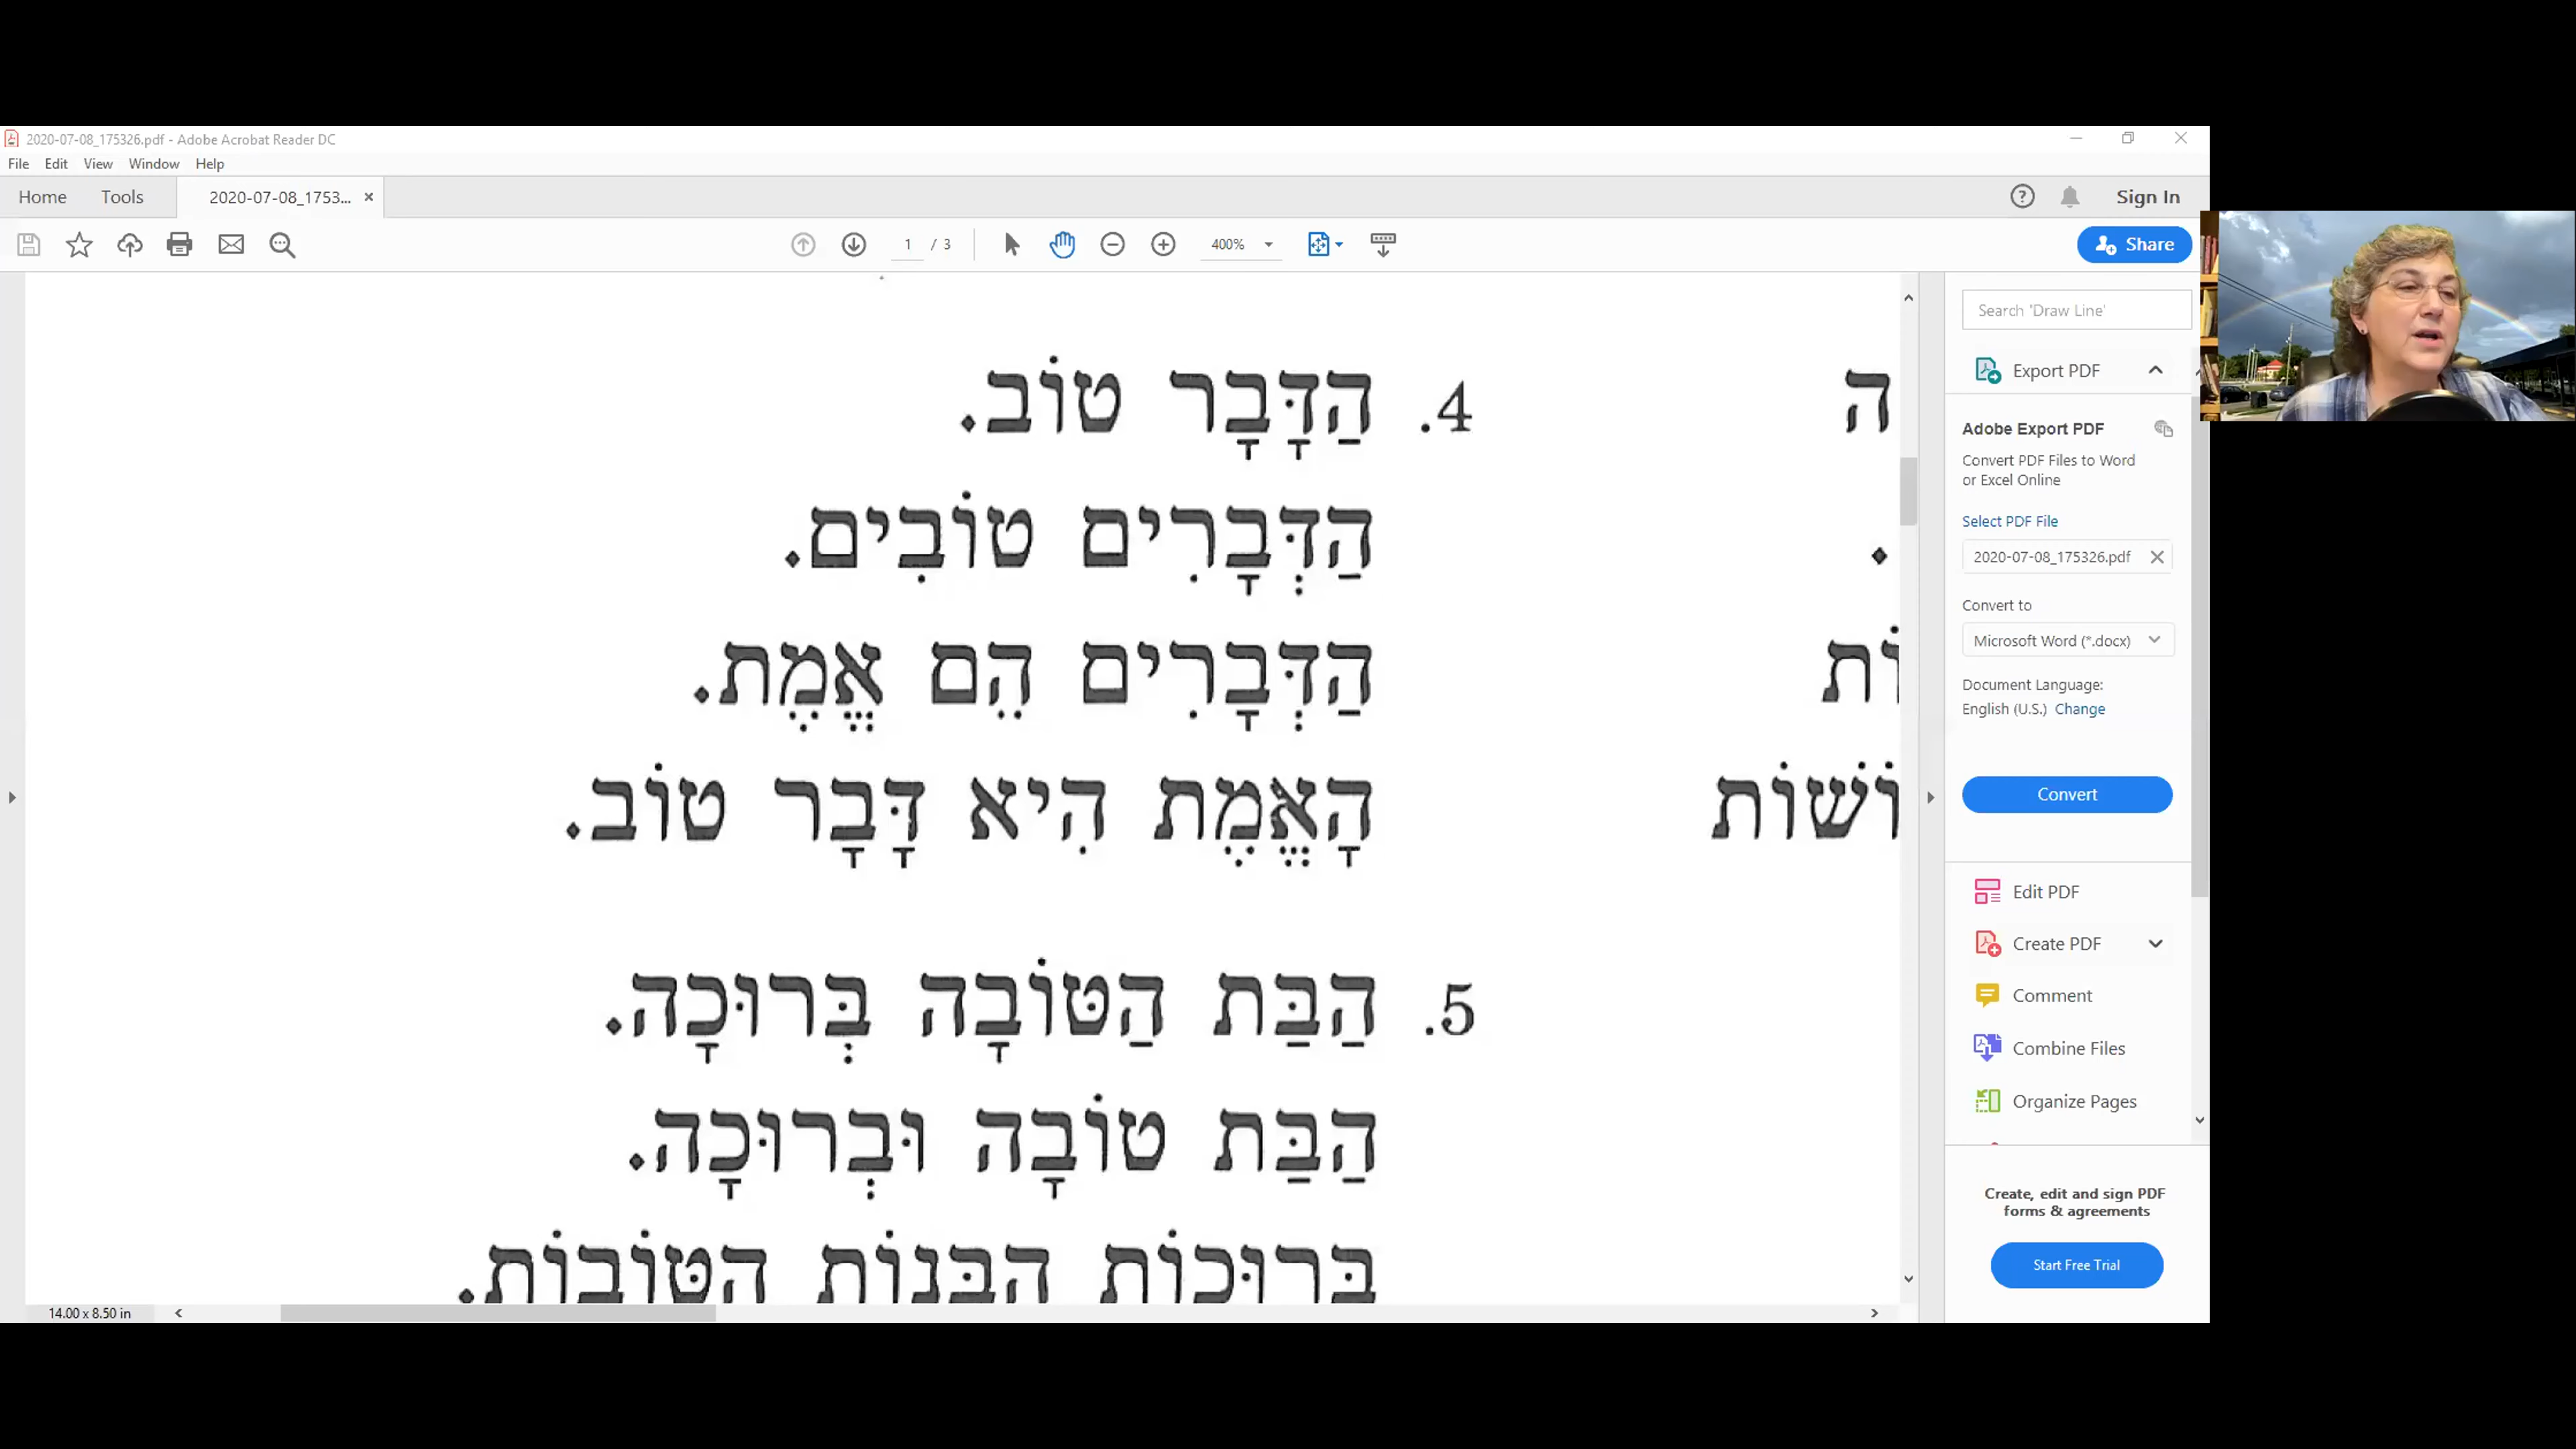 2020-07-08_175326.pdf - Adobe Acrobat Reader DC
File Edit View Window Help
Home Tools 2020-07-08_1753... ×
Sign In
1 / 3
400%
Share
Search 'Draw Line'
Export PDF
Adobe Export PDF
Convert PDF Files to Word
or Excel Online
Select PDF File
2020-07-08_175326.pdf
Convert to
Microsoft Word (*.docx)
Document Language:
English (U.S.) Change
Convert
Edit PDF
Create PDF
Comment
Combine Files
Organize Pages
Create, edit and sign PDF
forms & agreements
Start Free Trial
4. הַדָּבָר טוֹב.
הַדְּבָרִים טוֹבִים.
הַדְּבָרִים הֵם אֱמֶת.
הָאֱמֶת הִיא דָּבָר טוֹב.
5. הַבַּת הַטּוֹבָה בְּרוּכָה.
הַבַּת טוֹבָה וּבְרוּכָה.
בּרוּכוֹת הבּנוֹת הטּוֹבוֹת.
14.00 x 8.50 in